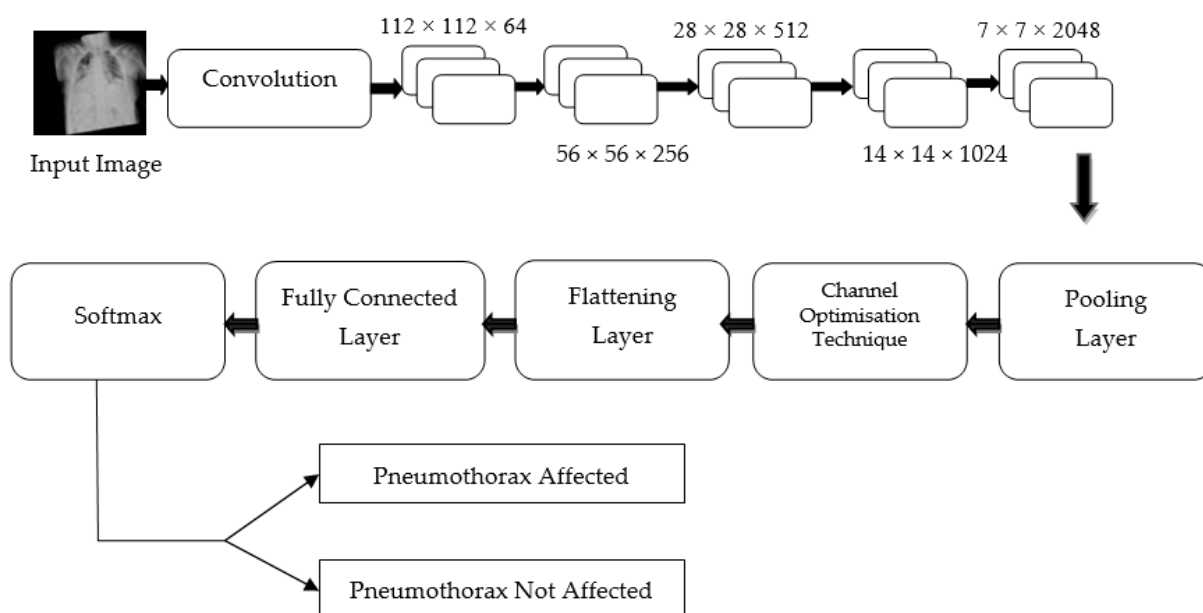 112 × 112 × 64
28 × 28 × 512
7 × 7 × 2048
Convolution
Input Image
56 × 56 × 256
14 × 14 × 1024
Softmax
Fully Connected
Layer
Flattening
Layer
Channel
Optimisation
Technique
Pooling
Layer
Pneumothorax Affected
Pneumothorax Not Affected